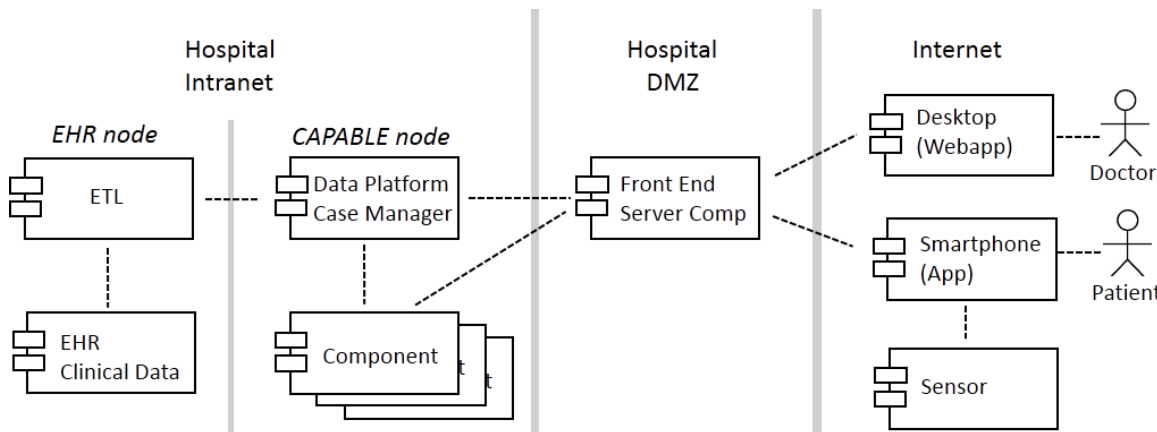 Hospital
Intranet
Hospital
DMZ
Internet
EHR node
CAPABLE node
ETL
Data Platform
Case Manager
Front End
Server Comp
Desktop
(Webapp)
Doctor
Smartphone
(App)
Patient
EHR
Clinical Data
Component
Sensor